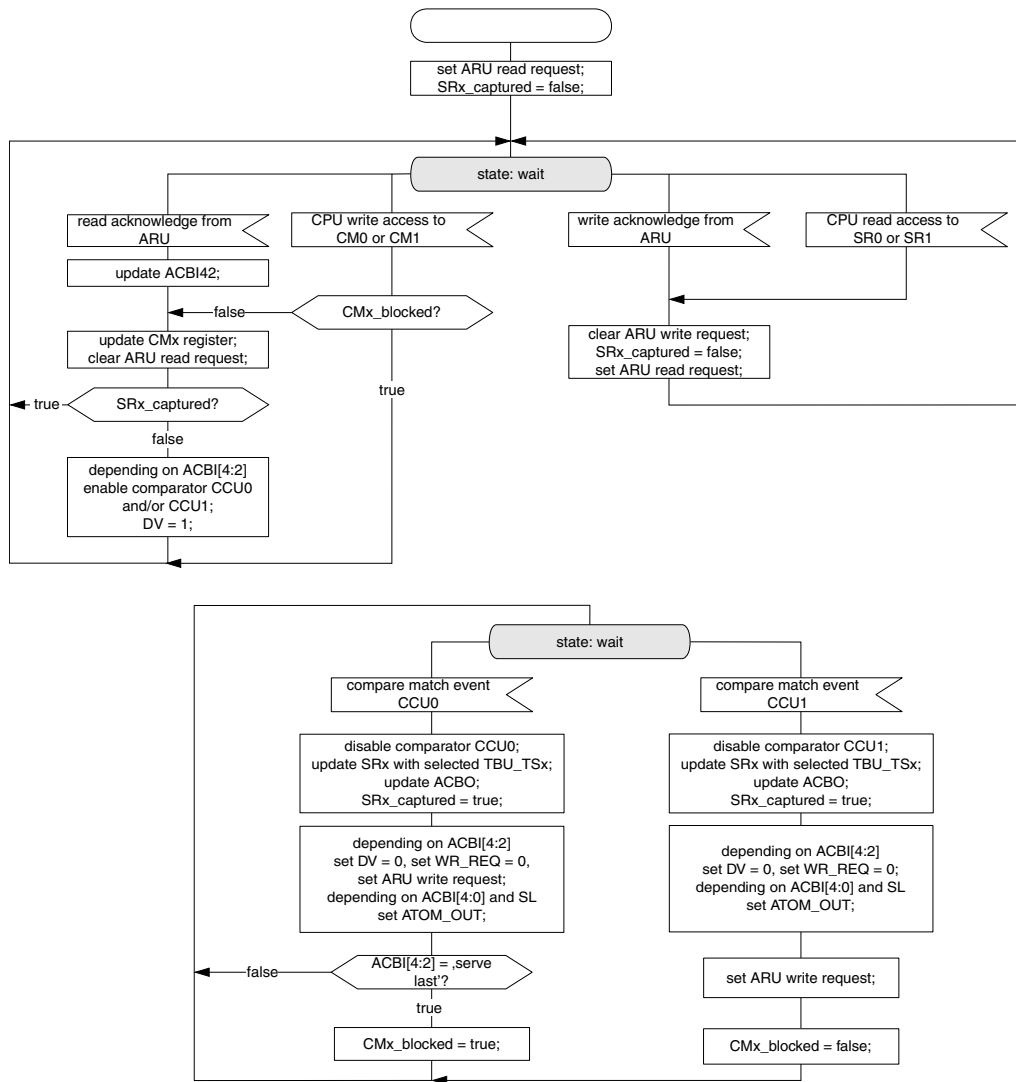 set ARU read request;
SRx_captured = false;
state: wait
read acknowledge from
ARU
CPU write access to
CM0 or CM1
write acknowledge from
ARU
CPU read access to
SR0 or SR1
update ACBI42;
false
CMx_blocked?
update CMx register;
clear ARU read request;
clear ARU write request;
SRx_captured = false;
set ARU read request;
true
true
SRx_captured?
false
depending on ACBI[4:2]
enable comparator CCU0
and/or CCU1;
DV = 1;
state: wait
compare match event
CCU0
compare match event
CCU1
disable comparator CCU0;
update SRx with selected TBU_TSx;
update ACBO;
SRx_captured = true;
disable comparator CCU1;
update SRx with selected TBU_TSx;
update ACBO;
SRx_captured = true;
depending on ACBI[4:2]
set DV = 0, set WR_REQ = 0,
set ARU write request;
depending on ACBI[4:0] and SL
set ATOM_OUT;
depending on ACBI[4:2]
set DV = 0, set WR_REQ = 0;
depending on ACBI[4:0] and SL
set ATOM_OUT;
false
ACBI[4:2] = ‚serve
last’?
set ARU write request;
true
CMx_blocked = true;
CMx_blocked = false;